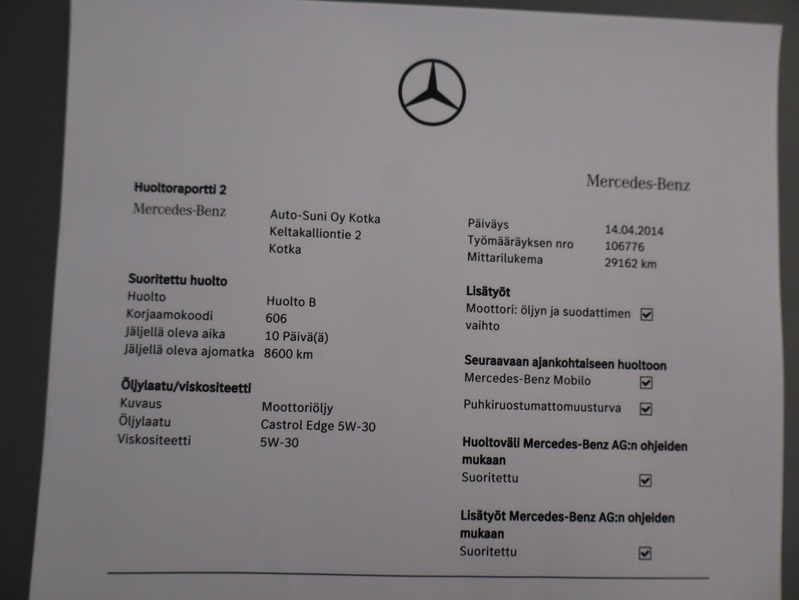 Mercedes-Benz
Huoltoraportti 2
Mercedes-Benz
Auto-Suni Oy Kotka
Keltakalliontie 2
Kotka
Päiväys 14.04.2014
Työmääräyksen nro 106776
Mittarilukema 29162 km
Suoritettu huolto
Huolto Huolto B
Korjaamokoodi 606
Jäljellä oleva aika 10 Päivä(ä)
Jäljellä oleva ajomatka 8600 km
Öljylaatu/viskositeetti
Kuvaus Moottoriöljy
Öljylaatu Castrol Edge 5W-30
Viskositeetti 5W-30
Lisätyöt
Moottori: öljyn ja suodattimen
vaihto
Seuraavaan ajankohtaiseen huoltoon
Mercedes-Benz Mobilo
Puhkiruostumattomuusturva
Huoltoväli Mercedes-Benz AG:n ohjeiden
mukaan
Suoritettu
Lisätyöt Mercedes-Benz AG:n ohjeiden
mukaan
Suoritettu